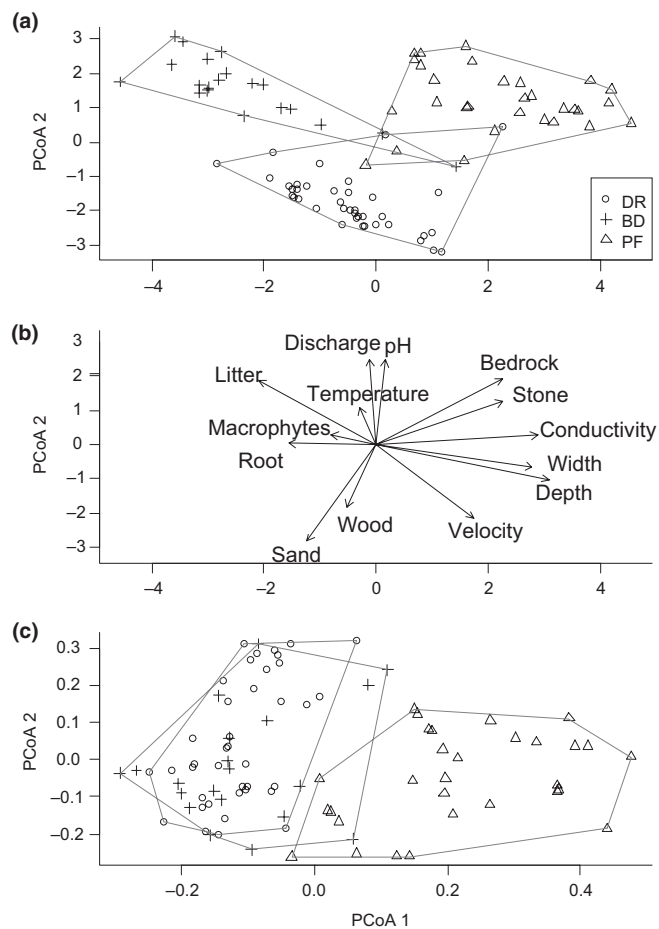 (a)
3
2
1
0
−1
−2
−3
PCoA 2
DR
BD
PF
−4 −2 0 2 4
(b)
3
2
1
0
−1
−2
−3
PCoA 2
Discharge pH
Litter
Bedrock
Temperature
Stone
Macrophytes
Conductivity
Root
Width
Depth
Wood
Velocity
Sand
−4 −2 0 2 4
(c)
0.3
0.2
0.1
0.0
−0.1
−0.2
PCoA 2
−0.2 0.0 0.2 0.4
PCoA 1